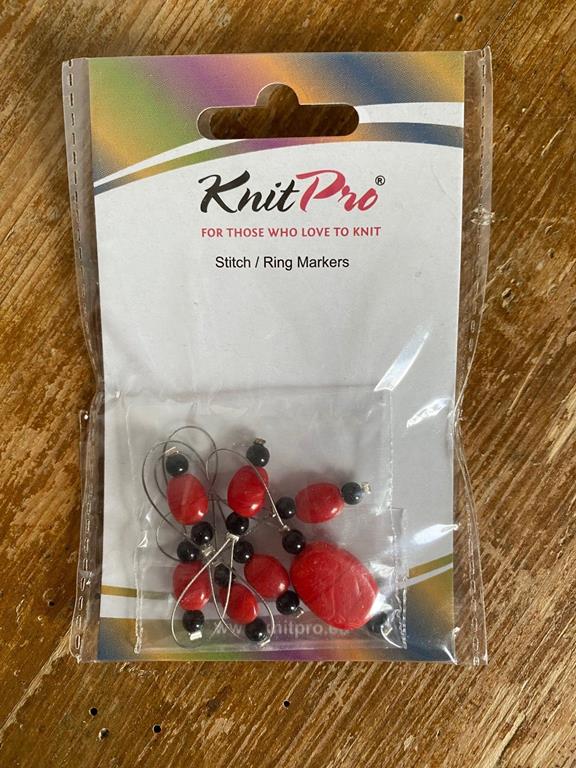 KnitPro®
FOR THOSE WHO LOVE TO KNIT
Stitch / Ring Markers